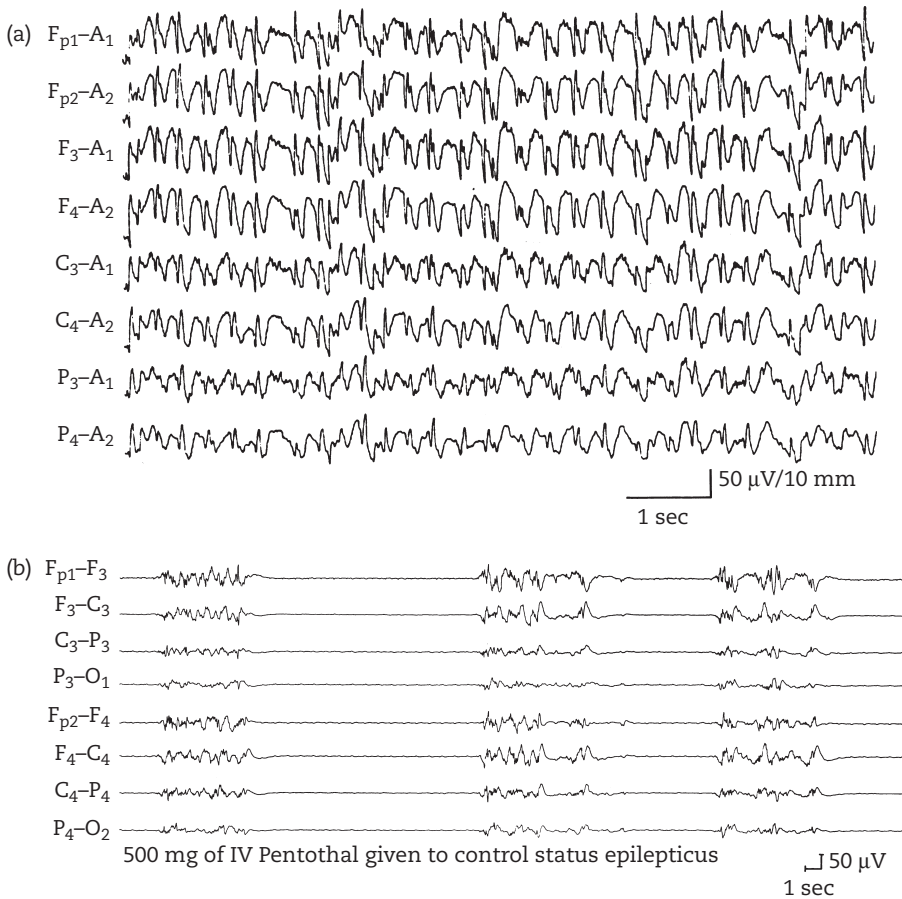 (a) Fp1–A1
Fp2–A2
F3–A1
F4–A2
C3–A1
C4–A2
P3–A1
P4–A2
50 μV/10 mm
1 sec
(b) Fp1–F3
F3–C3
C3–P3
P3–O1
Fp2–F4
F4–C4
C4–P4
P4–O2
500 mg of IV Pentothal given to control status epilepticus
50 μV
1 sec